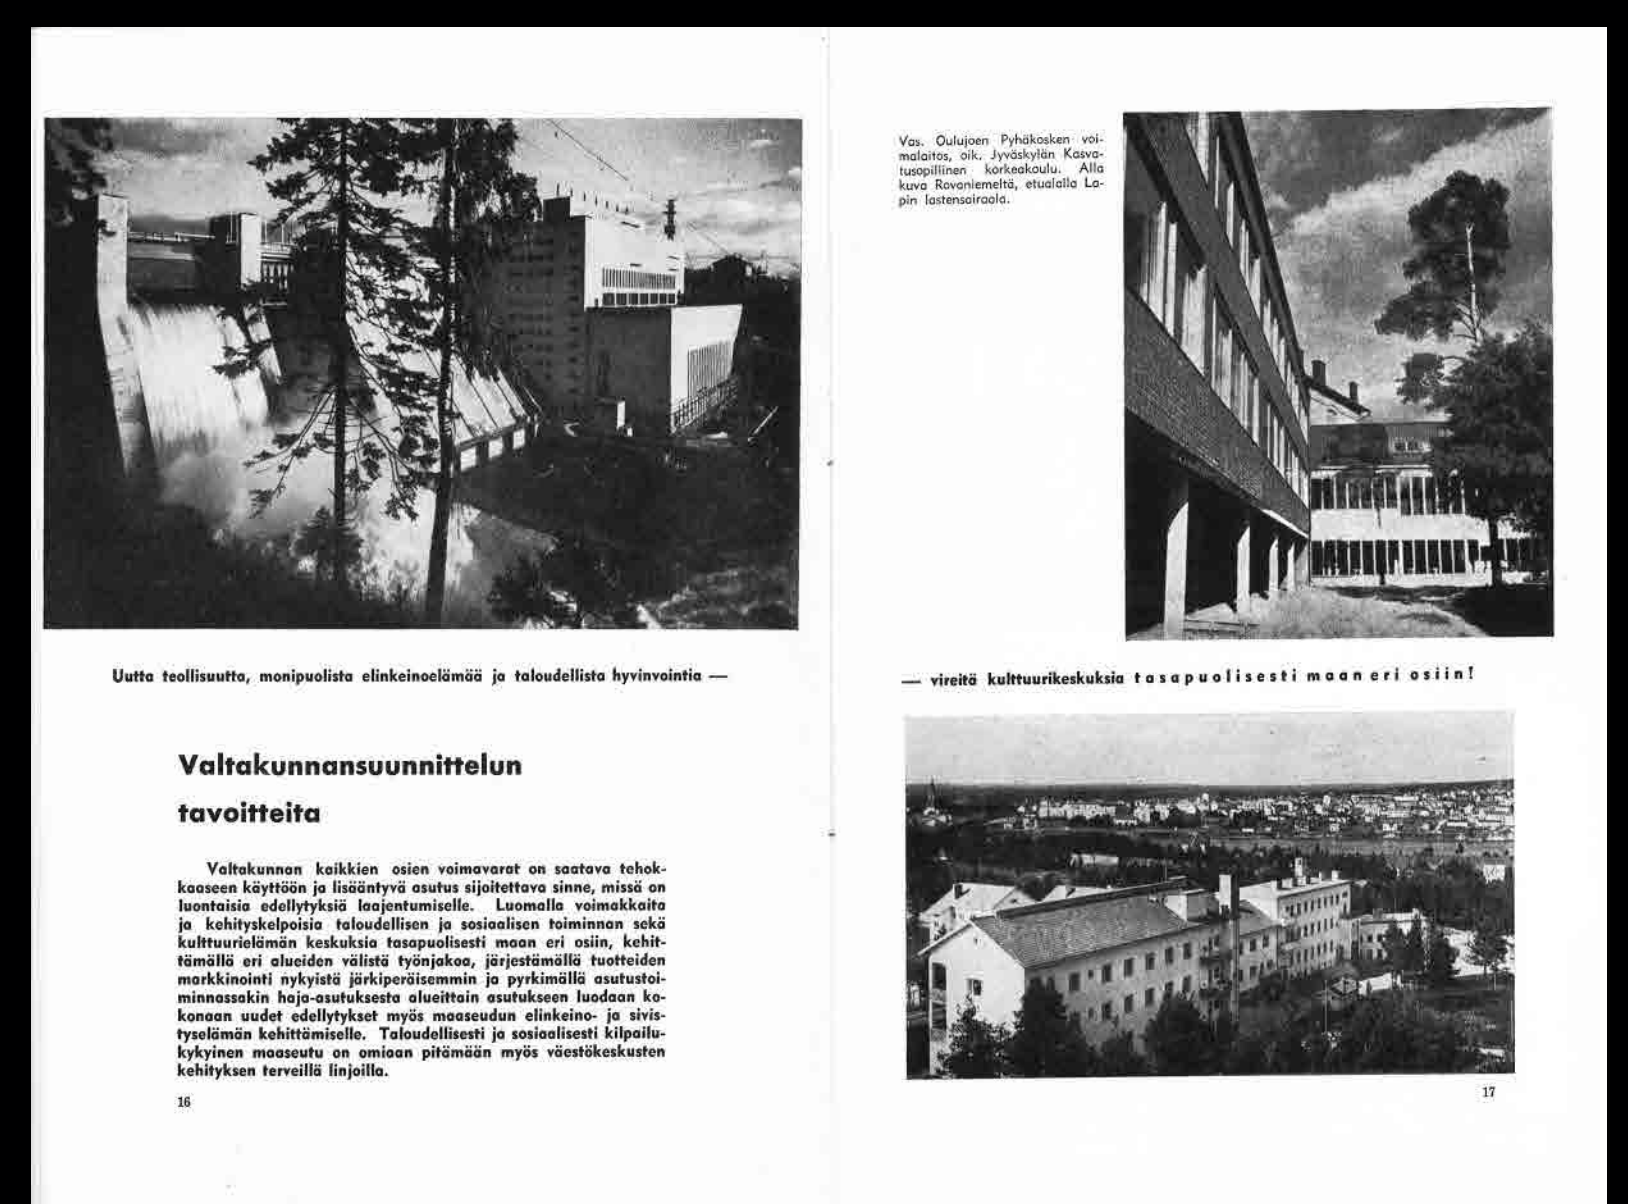 Uutta teollisuutta, monipuolista elinkeinoelämää ja taloudellista hyvinvointia —
Valtakunnansuunnittelun
tavoitteita
Valtakunnan kaikkien osien voimavarat on saatava tehok-
kaaseen käyttöön ja lisääntyvä asutus sijoitettava sinne, missä on
luontaisia edellytyksiä laajentumiselle. Luomalla voimakkaita
ja kehityskelpoisia taloudellisen ja sosiaalisen toiminnan sekä
kulttuurielämän keskuksia tasapuolisesti maan eri osiin, kehit-
tämällä eri alueiden välistä työnjakoa, järjestämällä tuotteiden
markkinointi nykyistä järkiperäisemmin ja pyrkimällä asutustoi-
minnassakin haja-asutuksesta alueittain asutukseen luodaan ko-
konaan uudet edellytykset myös maaseudun elinkeino- ja sivis-
tyselämän kehittämiselle. Taloudellisesti ja sosiaalisesti kilpailu-
kykyinen maaseutu on omiaan pitämään myös väestökeskusten
kehityksen terveillä linjoilla.
16
Vas. Oulujoen Pyhäkosken voi-
malaitos, oik. Jyväskylän Kasva-
tusopillinen korkeakoulu. Alla
kuva Rovaniemeltä, etualalla La-
pin lastensairaala.
— vireitä kulttuurikeskuksia tasapuolisesti maan eri osiin!
17